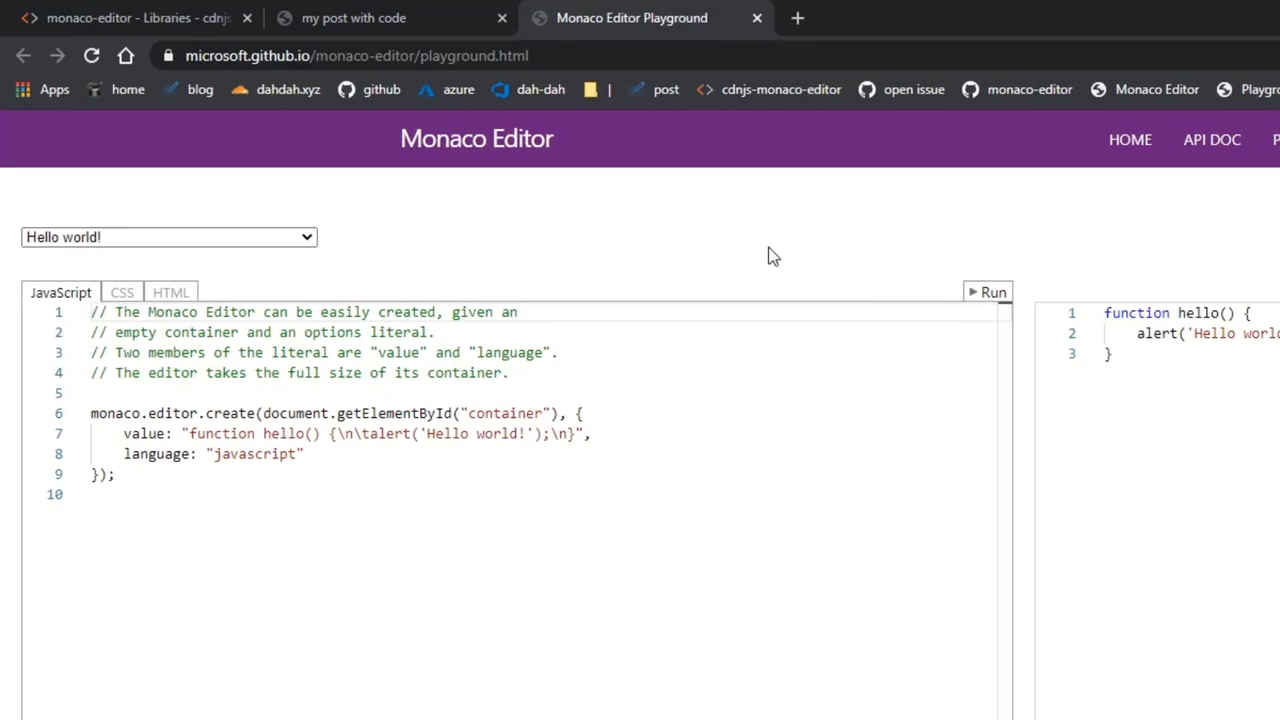 monaco-editor - Libraries - cdnjs
my post with code
Monaco Editor Playground
microsoft.github.io/monaco-editor/playground.html
Apps home blog dahdah.xyz github azure dah-dah | post cdnjs-monaco-editor open issue monaco-editor Monaco Editor
Monaco Editor
HOME API DOC
Hello world!
JavaScript CSS HTML
Run
1 // The Monaco Editor can be easily created, given an
2 // empty container and an options literal.
3 // Two members of the literal are "value" and "language".
4 // The editor takes the full size of its container.
5
6 monaco.editor.create(document.getElementById("container"), {
7 value: "function hello() {\n\talert('Hello world!');\n}",
8 language: "javascript"
9 });
10
1 function hello() {
2 alert('Hello world
3 }